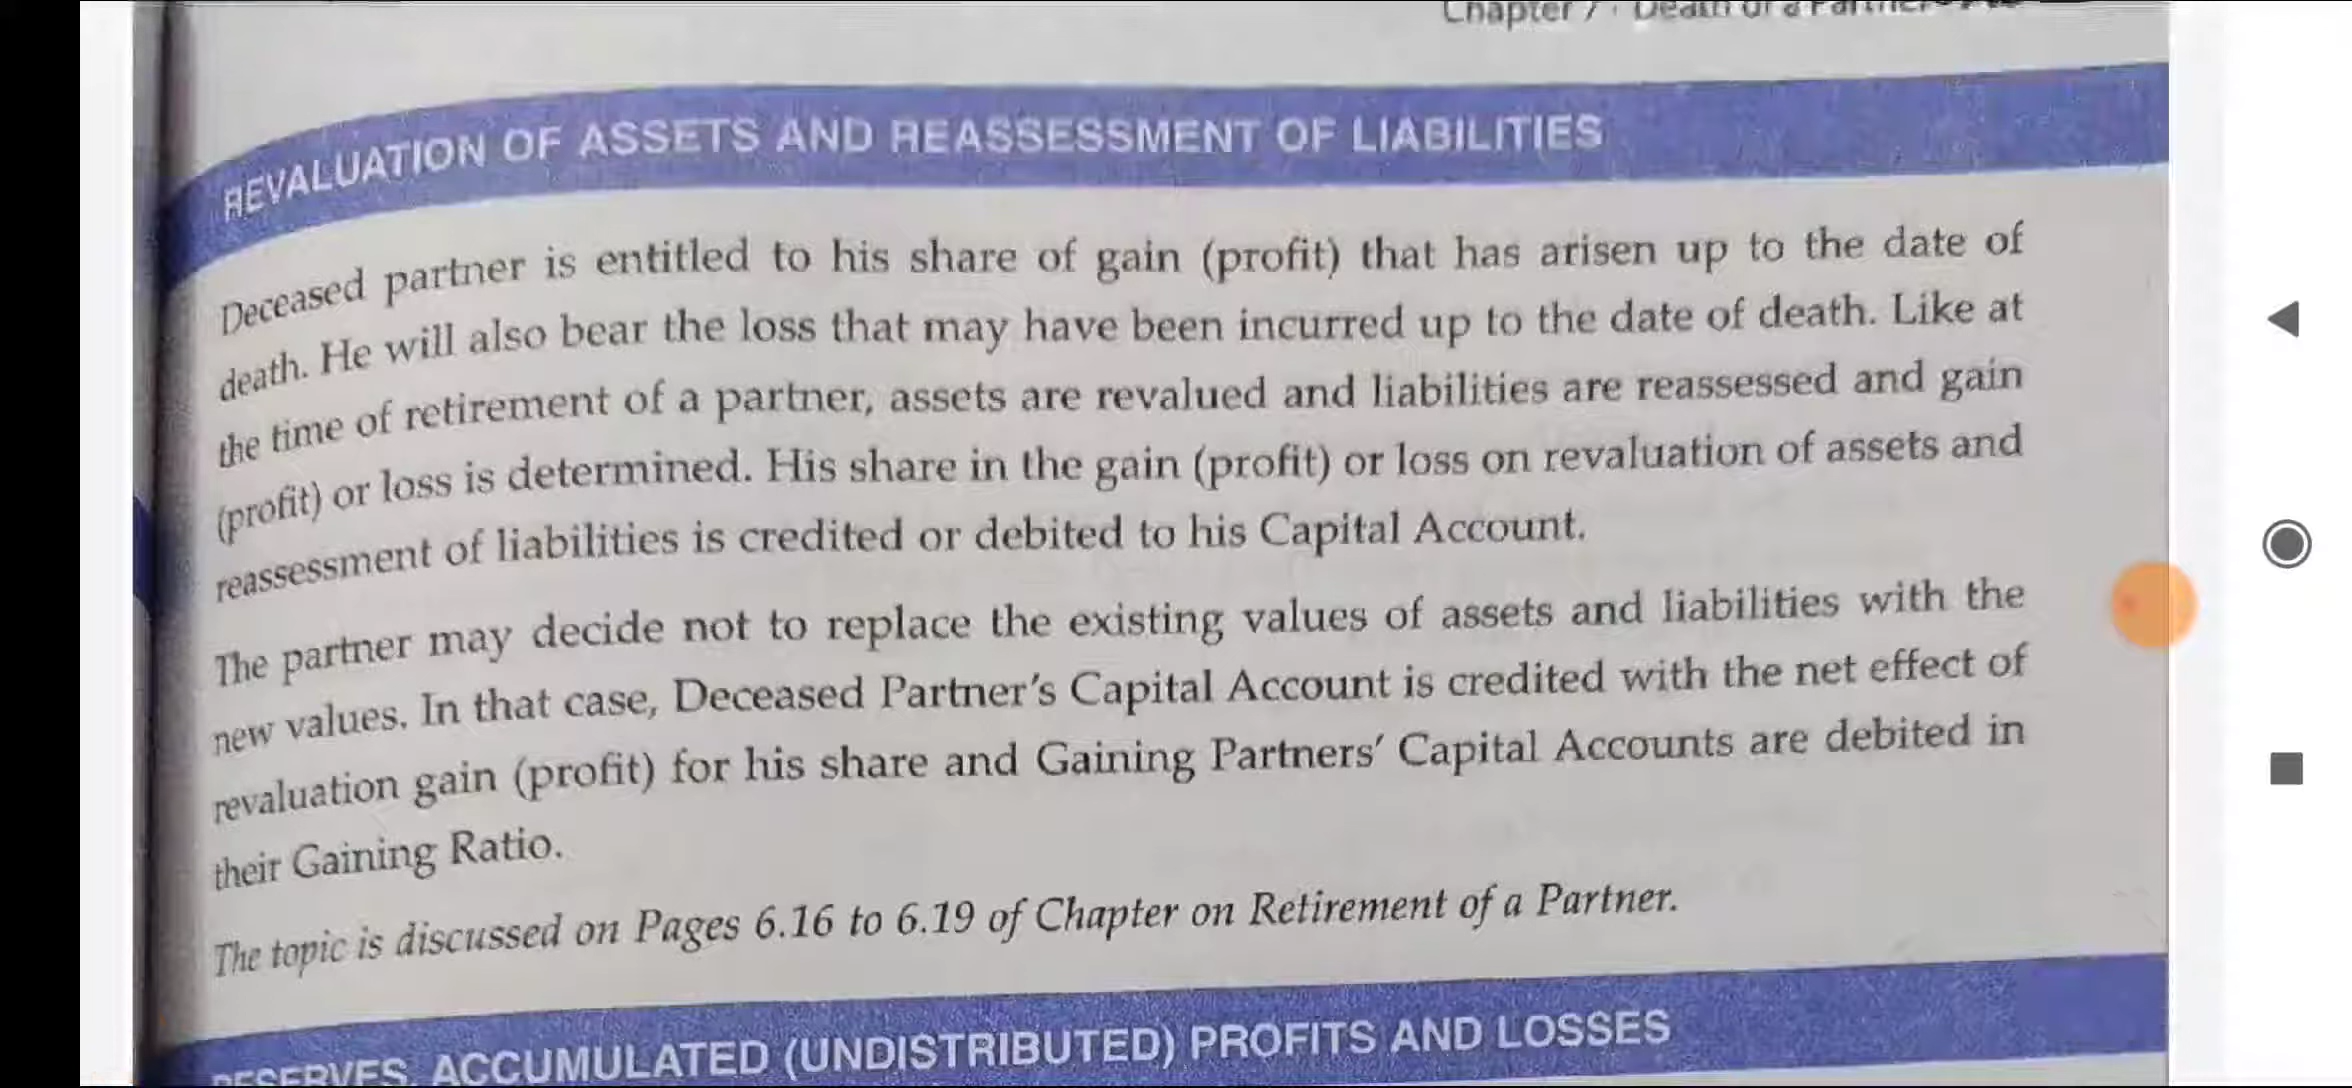 Chapter 7 · Death of a Partner
REVALUATION OF ASSETS AND REASSESSMENT OF LIABILITIES
Deceased partner is entitled to his share of gain (profit) that has arisen up to the date of
death. He will also bear the loss that may have been incurred up to the date of death. Like at
the time of retirement of a partner, assets are revalued and liabilities are reassessed and gain
(profit) or loss is determined. His share in the gain (profit) or loss on revaluation of assets and
reassessment of liabilities is credited or debited to his Capital Account.
The partner may decide not to replace the existing values of assets and liabilities with the
new values. In that case, Deceased Partner's Capital Account is credited with the net effect of
revaluation gain (profit) for his share and Gaining Partners' Capital Accounts are debited in
their Gaining Ratio.
The topic is discussed on Pages 6.16 to 6.19 of Chapter on Retirement of a Partner.
RESERVES, ACCUMULATED (UNDISTRIBUTED) PROFITS AND LOSSES